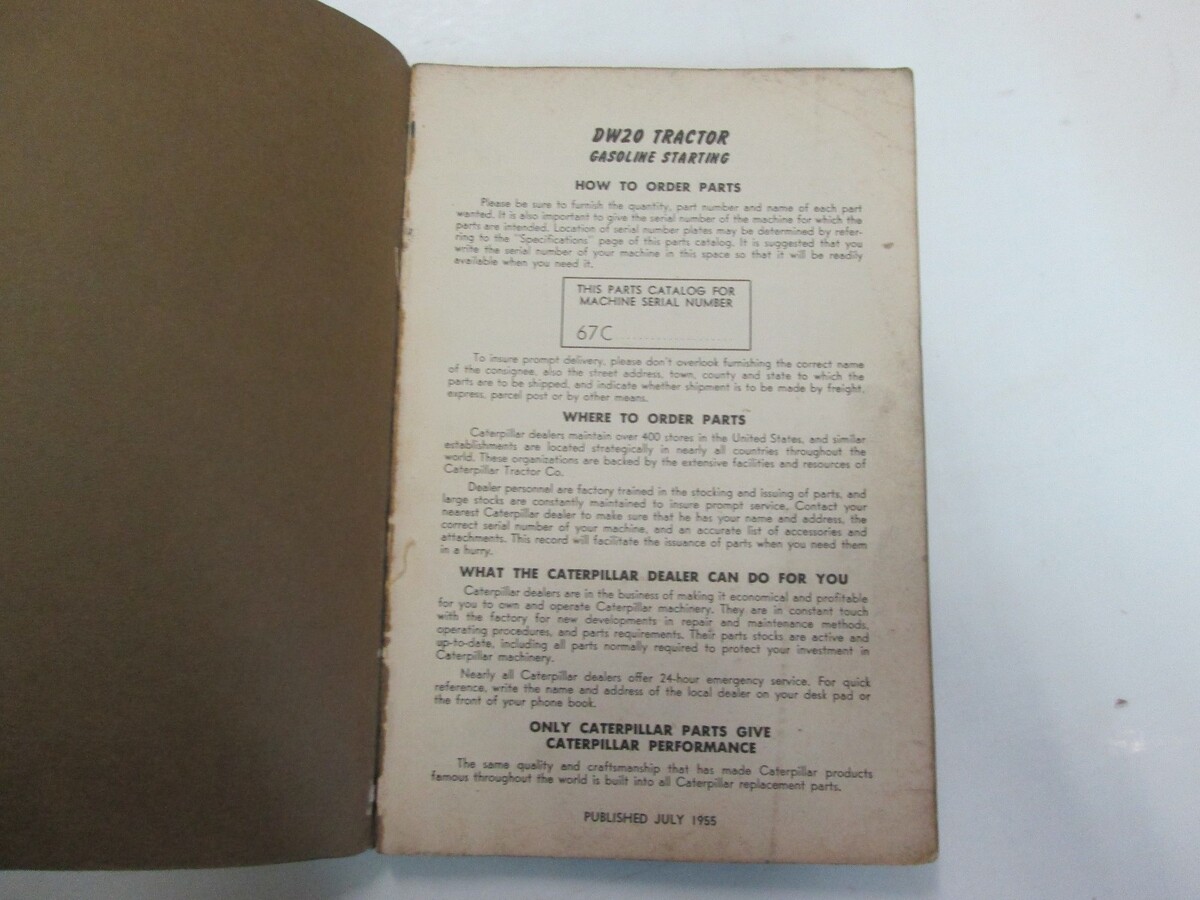 DW20 TRACTOR
GASOLINE STARTING
HOW TO ORDER PARTS
Please be sure to furnish the quantity, part number and name of each part
wanted. It is also important to give the serial number of the machine for which the
parts are intended. Location of serial number plates may be determined by refer-
ring to the "Specifications" page of this parts catalog. It is suggested that you
write the serial number of your machine in this space so that it will be readily
available when you need it.
THIS PARTS CATALOG FOR
MACHINE SERIAL NUMBER
67C
To insure prompt delivery, please don't overlook furnishing the correct name
of the consignee, also the street address, town, county and state to which the
parts are to be shipped, and indicate whether shipment is to be made by freight,
express, parcel post or by other means.
WHERE TO ORDER PARTS
Caterpillar dealers maintain over 400 stores in the United States, and similar
establishments are located strategically in nearly all countries throughout the
world. These organizations are backed by the extensive facilities and resources of
Caterpillar Tractor Co.
Dealer personnel are factory trained in the stocking and issuing of parts, and
large stocks are constantly maintained to insure prompt service. Contact your
nearest Caterpillar dealer to make sure that he has your name and address, the
correct serial number of your machine, and an accurate list of accessories and
attachments. This record will facilitate the issuance of parts when you need them
in a hurry.
WHAT THE CATERPILLAR DEALER CAN DO FOR YOU
Caterpillar dealers are in the business of making it economical and profitable
for you to own and operate Caterpillar machinery. They are in constant touch
with the factory for new developments in repair and maintenance methods,
operating procedures, and parts requirements. Their parts stocks are active and
up-to-date, including all parts normally required to protect your investment in
Caterpillar machinery.
Nearly all Caterpillar dealers offer 24-hour emergency service. For quick
reference, write the name and address of the local dealer on your desk pad or
the front of your phone book.
ONLY CATERPILLAR PARTS GIVE
CATERPILLAR PERFORMANCE
The same quality and craftsmanship that has made Caterpillar products
famous throughout the world is built into all Caterpillar replacement parts.
PUBLISHED JULY 1955